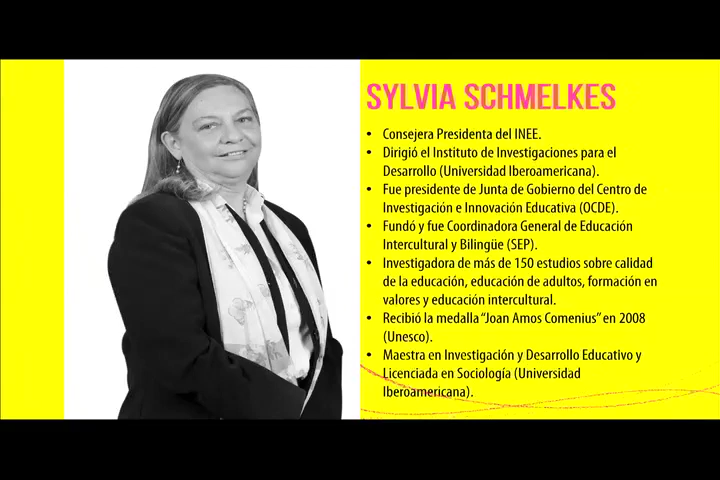 SYLVIA SCHMELKES
• Consejera Presidenta del INEE.
• Dirigió el Instituto de Investigaciones para el
Desarrollo (Universidad Iberoamericana).
• Fue presidente de Junta de Gobierno del Centro de
Investigación e Innovación Educativa (OCDE).
• Fundó y fue Coordinadora General de Educación
Intercultural y Bilingüe (SEP).
• Investigadora de más de 150 estudios sobre calidad
de la educación, educación de adultos, formación en
valores y educación intercultural.
• Recibió la medalla “Joan Amos Comenius” en 2008
(Unesco).
• Maestra en Investigación y Desarrollo Educativo y
Licenciada en Sociología (Universidad
Iberoamericana).